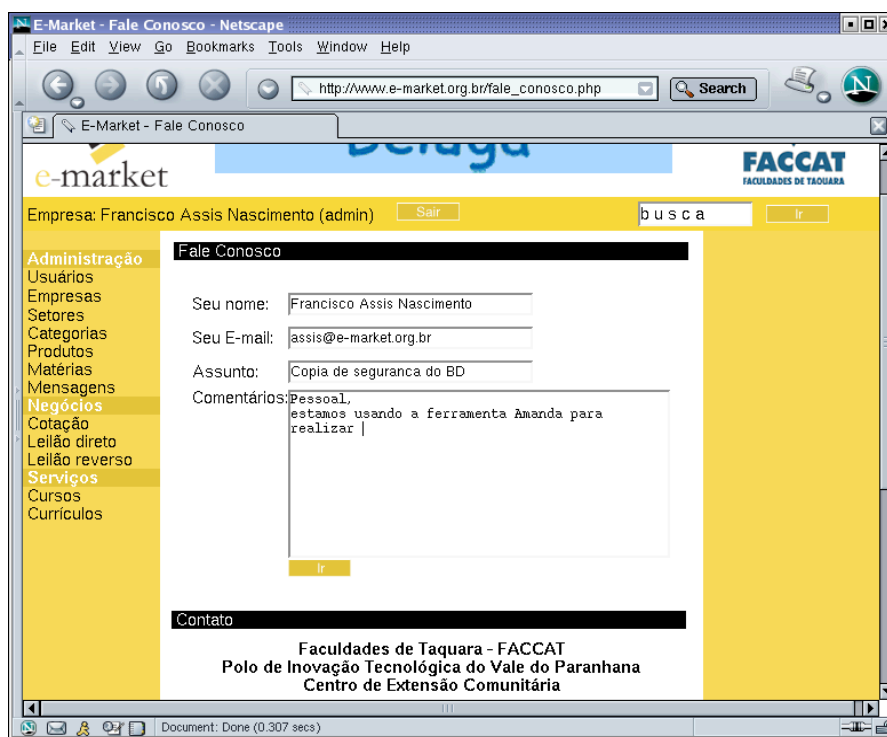 E-Market - Fale Conosco - Netscape
File Edit View Go Bookmarks Tools Window Help
http://www.e-market.org.br/fale_conosco.php
Search
N
E-Market - Fale Conosco
e-market
Deluga
FACCAT
FACULDADES DE TAQUARA
Empresa: Francisco Assis Nascimento (admin)
Sair
busca
Ir
Administração
Usuários
Empresas
Setores
Categorias
Produtos
Matérias
Mensagens
Negócios
Cotação
Leilão direto
Leilão reverso
Serviços
Cursos
Currículos
Fale Conosco
Seu nome: Francisco Assis Nascimento
Seu E-mail: assis@e-market.org.br
Assunto: Copia de seguranca do BD
Comentários: Pessoal,
estamos usando a ferramenta Amanda para
realizar
Ir
Contato
Faculdades de Taquara - FACCAT
Polo de Inovação Tecnológica do Vale do Paranhana
Centro de Extensão Comunitária
Document: Done (0.307 secs)